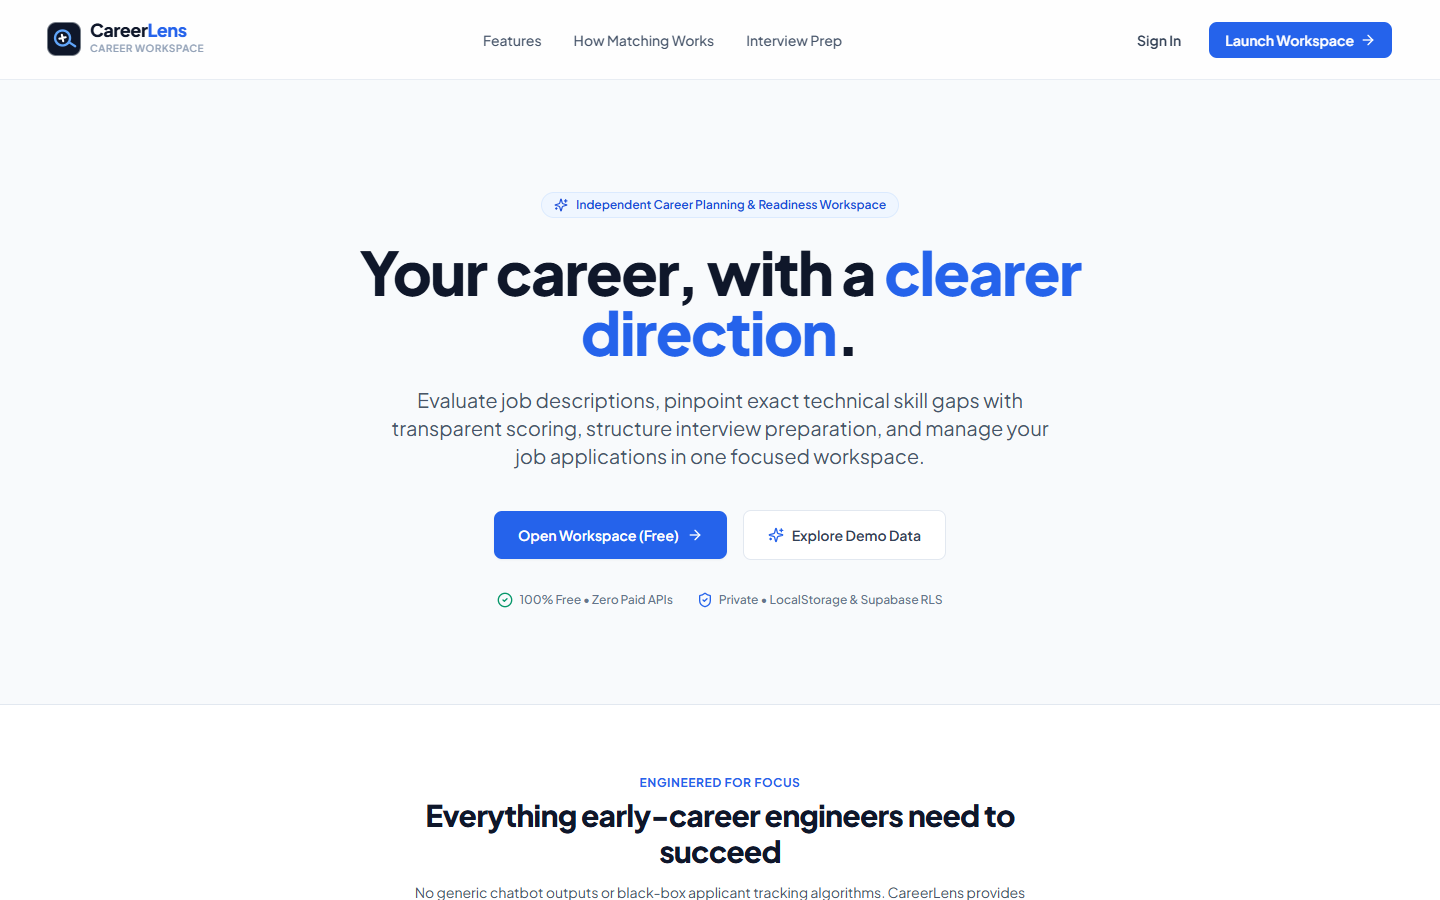 CareerLens
CAREER WORKSPACE
Features
How Matching Works
Interview Prep
Sign In
Launch Workspace
Independent Career Planning & Readiness Workspace
Your career, with a clearer
direction.
Evaluate job descriptions, pinpoint exact technical skill gaps with
transparent scoring, structure interview preparation, and manage your
job applications in one focused workspace.
Open Workspace (Free)
Explore Demo Data
100% Free • Zero Paid APIs
Private • LocalStorage & Supabase RLS
ENGINEERED FOR FOCUS
Everything early-career engineers need to
succeed
No generic chatbot outputs or black-box applicant tracking algorithms. CareerLens provides